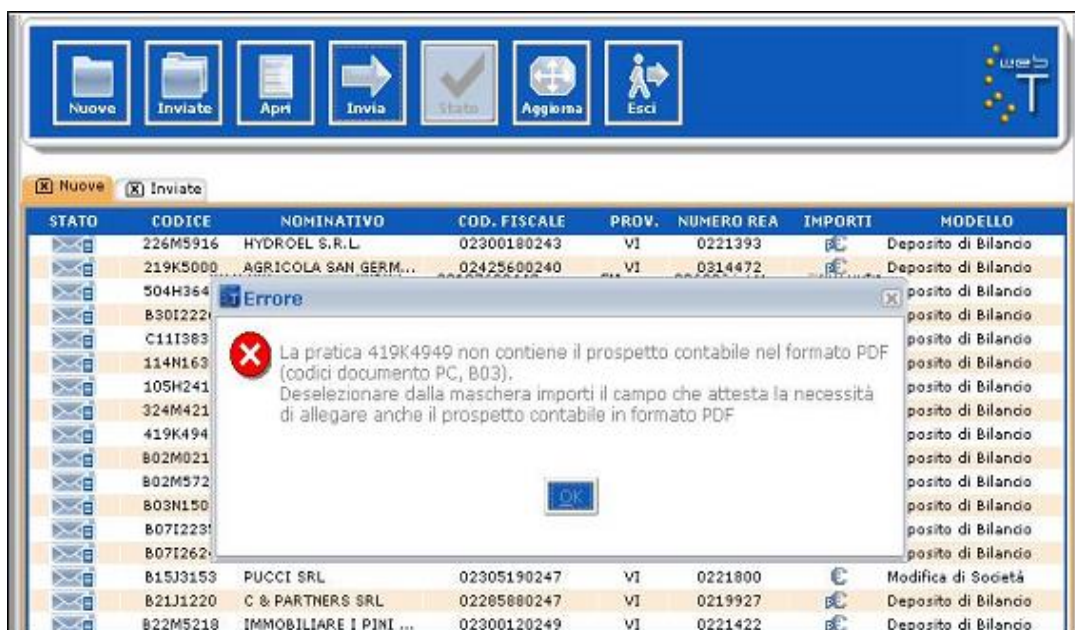 Nuove Inviate Apri Invia Stato Aggiorna Esci
web T
Nuove Inviate
STATO CODICE NOMINATIVO COD. FISCALE PROV. NUMERO REA IMPORTI MODELLO
226M5916 HYDROEL S.R.L. 02300180243 VI 0221393 Deposito di Bilancio
219K5000 AGRICOLA SAN GERM... 02425600240 VI 0314472 Deposito di Bilancio
504H364 posito di Bilancio
Errore
B30I222 posito di Bilancio
C11I383 posito di Bilancio
La pratica 419K4949 non contiene il prospetto contabile nel formato PDF
114N163 posito di Bilancio
(codici documento PC, B03).
105H241 posito di Bilancio
Deselezionare dalla maschera importi il campo che attesta la necessità
324M421 posito di Bilancio
di allegare anche il prospetto contabile in formato PDF
419K494 posito di Bilancio
B02M021 posito di Bilancio
B02M572 posito di Bilancio
OK
B03N150 posito di Bilancio
B07I223 posito di Bilancio
B07I262 posito di Bilancio
B15J3153 PUCCI SRL 02305190247 VI 0221800 Modifica di Società
B21J1220 C & PARTNERS SRL 02285880247 VI 0219927 Deposito di Bilancio
B22M5218 IMMOBILIARE I PINI ... 02300120249 VI 0221422 Deposito di Bilancio